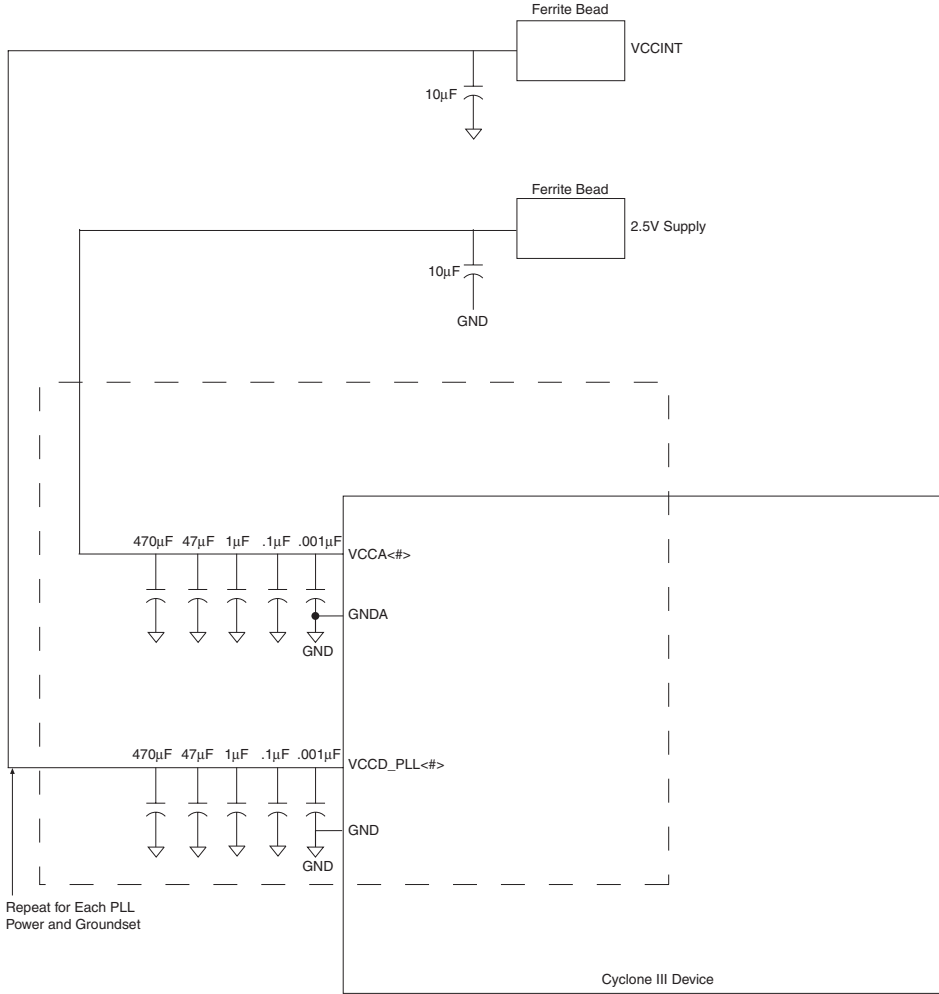 Ferrite Bead
VCCINT
10µF
Ferrite Bead
2.5V Supply
10µF
GND
470µF 47µF 1µF .1µF .001µF
VCCA<#>
GNDA
GND
470µF 47µF 1µF .1µF .001µF
VCCD_PLL<#>
GND
GND
Repeat for Each PLL
Power and Groundset
Cyclone III Device